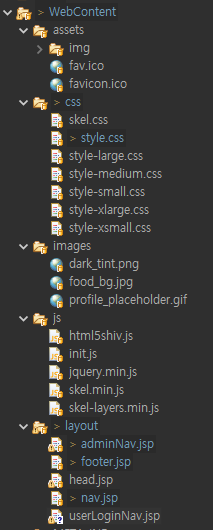 > WebContent
assets
img
fav.ico
favicon.ico
> css
skel.css
> style.css
style-large.css
style-medium.css
style-small.css
style-xlarge.css
style-xsmall.css
images
dark_tint.png
food_bg.jpg
profile_placeholder.gif
js
html5shiv.js
init.js
jquery.min.js
skel.min.js
skel-layers.min.js
> layout
> adminNav.jsp
> footer.jsp
head.jsp
> nav.jsp
userLoginNav.jsp